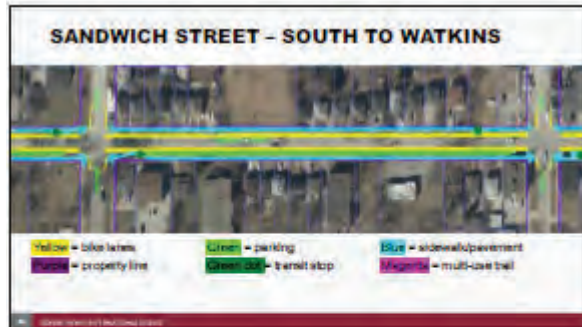 SANDWICH STREET – SOUTH TO WATKINS
Yellow = bike lanes
Green = parking
Blue = sidewalk/pavement
Purple = property line
Green dot = transit stop
Magenta = multi-use trail